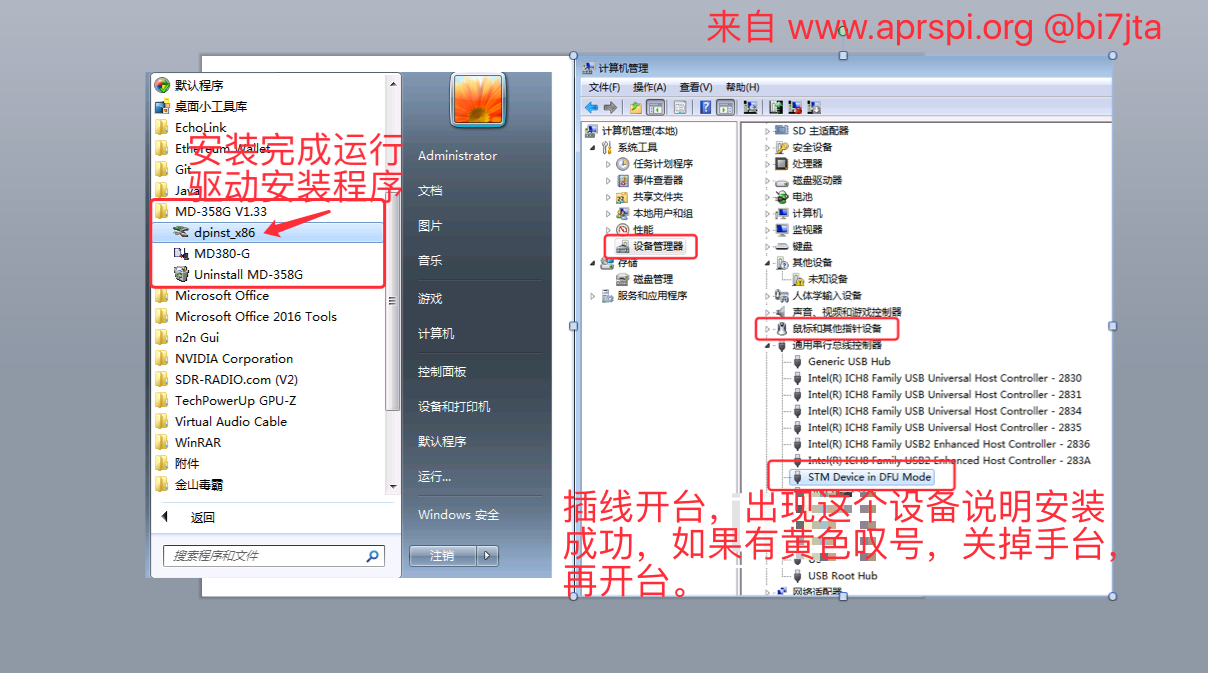 来自 www.aprspi.org @bi7jta
默认程序
桌面小工具库
EchoLink
Ethereum Wallet
Git
Java
安装完成运行
驱动安装程序
MD-358G V1.33
dpinst_x86
MD380-G
Uninstall MD-358G
Microsoft Office
Microsoft Office 2016 Tools
n2n Gui
NVIDIA Corporation
SDR-RADIO.com (V2)
TechPowerUp GPU-Z
Virtual Audio Cable
WinRAR
附件
金山毒霸
返回
搜索程序和文件
Administrator
文档
图片
音乐
游戏
计算机
控制面板
设备和打印机
默认程序
运行...
Windows 安全
注销
计算机管理
文件(F) 操作(A) 查看(V) 帮助(H)
计算机管理(本地)
系统工具
任务计划程序
事件查看器
共享文件夹
本地用户和组
性能
设备管理器
存储
磁盘管理
服务和应用程序
SD 主适配器
安全设备
处理器
磁盘驱动器
电池
计算机
监视器
键盘
其他设备
未知设备
人体学输入设备
声音、视频和游戏控制器
鼠标和其他指针设备
通用串行总线控制器
Generic USB Hub
Intel(R) ICH8 Family USB Universal Host Controller - 2830
Intel(R) ICH8 Family USB Universal Host Controller - 2831
Intel(R) ICH8 Family USB Universal Host Controller - 2834
Intel(R) ICH8 Family USB Universal Host Controller - 2835
Intel(R) ICH8 Family USB2 Enhanced Host Controller - 2836
Intel(R) ICH8 Family USB2 Enhanced Host Controller - 283A
STM Device in DFU Mode
插线开台，出现这个设备说明安装
成功，如果有黄色叹号，关掉手台，
再开台。
USB Root Hub
网络适配器